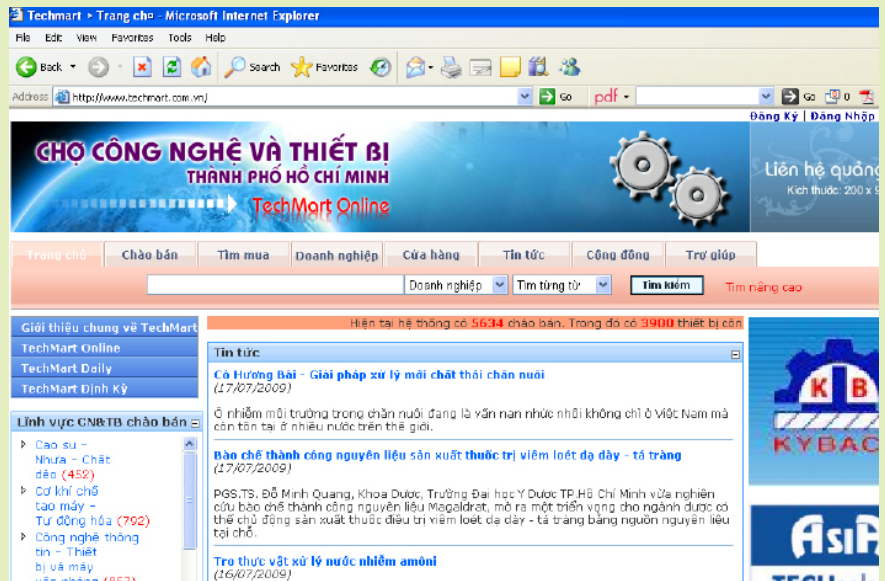 Techmart > Trang chủ - Microsoft Internet Explorer
File Edit View Favorites Tools Help
Back Search Favorites
Address http://www.techmart.com.vn/ Go pdf Go 0
Đăng Ký | Đăng Nhập
CHỢ CÔNG NGHỆ VÀ THIẾT BỊ
THÀNH PHỐ HỒ CHÍ MINH
TechMart Online
Liên hệ quảng
Kích thước: 200 x 9
Trang chủ Chào bán Tìm mua Doanh nghiệp Cửa hàng Tin tức Cộng đồng Trợ giúp
Doanh nghiệp Tìm từng từ Tìm kiếm Tìm nâng cao
Giới thiệu chung về TechMart
TechMart Online
TechMart Daily
TechMart Định Kỳ
Lĩnh vực CN&TB chào bán
Cao su -
Nhựa - Chất
dẻo (452)
Cơ khí chế
tạo máy -
Tự động hóa (792)
Công nghệ thông
tin - Thiết
bị và máy
văn phòng (853)
Hiện tại hệ thống có 5634 chào bán. Trong đó có 3900 thiết bị còn
Tin tức
Cỏ Hương Bài - Giải pháp xử lý mới chất thải chăn nuôi
(17/07/2009)
Ô nhiễm môi trường trong chăn nuôi đang là vấn nạn nhức nhối không chỉ ở Việt Nam mà
còn tồn tại ở nhiều nước trên thế giới.
Bào chế thành công nguyên liệu sản xuất thuốc trị viêm loét dạ dày - tá tràng
(17/07/2009)
PGS.TS. Đỗ Minh Quang, Khoa Dược, Trường Đại học Y Dược TP.Hồ Chí Minh vừa nghiên
cứu bào chế thành công nguyên liệu Magaldrat, mở ra một triển vọng cho ngành dược có
thể chủ động sản xuất thuốc điều trị viêm loét dạ dày - tá tràng bằng nguồn nguyên liệu
tại chỗ.
Tro thực vật xử lý nước nhiễm amôni
(16/07/2009)
K B
KYBAC
ASIA
TECH